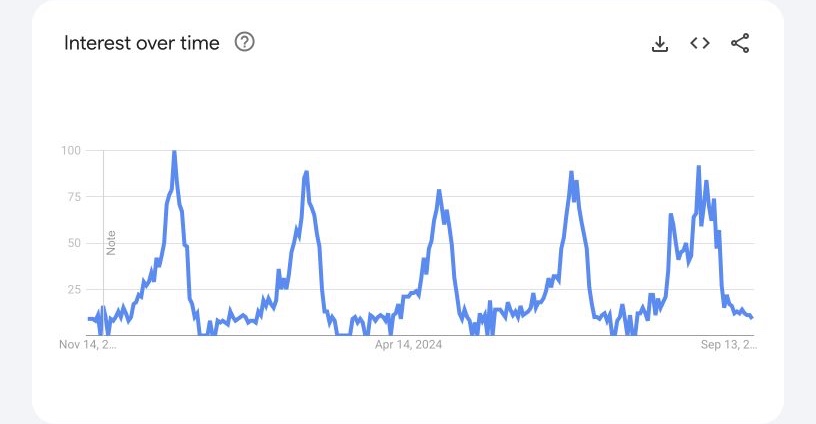 Interest over time
100
75
50
25
Note
Nov 14, 2...
Apr 14, 2024
Sep 13, 2...